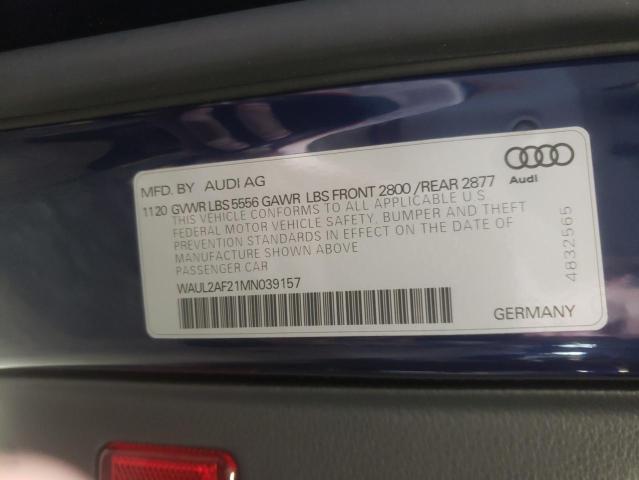 MFD. BY AUDI AG
1120 GVWR LBS 5556 GAWR LBS FRONT 2800 / REAR 2877
THIS VEHICLE CONFORMS TO ALL APPLICABLE U S
FEDERAL MOTOR VEHICLE SAFETY, BUMPER AND THEFT
PREVENTION STANDARDS IN EFFECT ON THE DATE OF
MANUFACTURE SHOWN ABOVE
PASSENGER CAR
WAUL2AF21MN039157
Audi
4832565
GERMANY